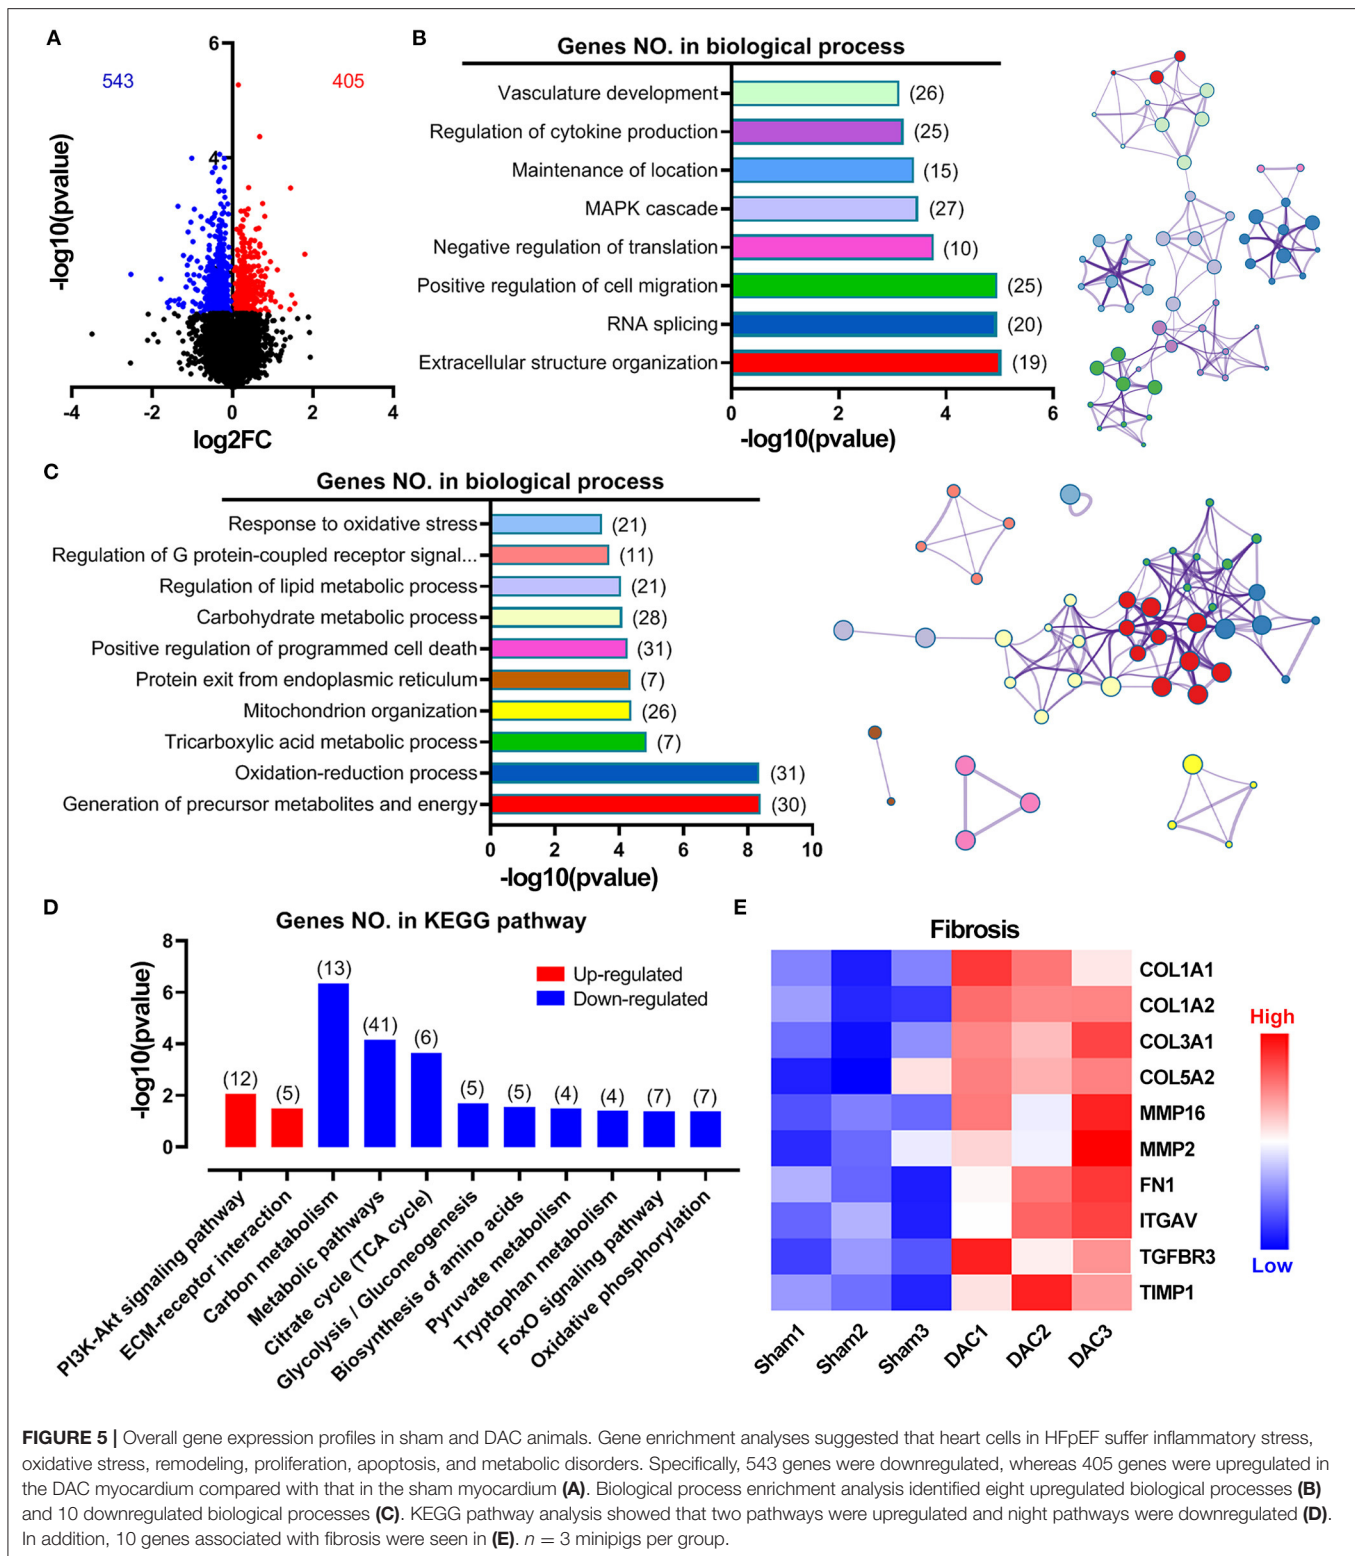 A
543
405
6
4
-log10(pvalue)
-4 -2 0 2 4
log2FC
B
Genes NO. in biological process
Vasculature development (26)
Regulation of cytokine production (25)
Maintenance of location (15)
MAPK cascade (27)
Negative regulation of translation (10)
Positive regulation of cell migration (25)
RNA splicing (20)
Extracellular structure organization (19)
0 2 4 6
-log10(pvalue)
C
Genes NO. in biological process
Response to oxidative stress (21)
Regulation of G protein-coupled receptor signal... (11)
Regulation of lipid metabolic process (21)
Carbohydrate metabolic process (28)
Positive regulation of programmed cell death (31)
Protein exit from endoplasmic reticulum (7)
Mitochondrion organization (26)
Tricarboxylic acid metabolic process (7)
Oxidation-reduction process (31)
Generation of precursor metabolites and energy (30)
0 2 4 6 8 10
-log10(pvalue)
D
Genes NO. in KEGG pathway
-log10(pvalue)
8
6
4
2
0
Up-regulated
Down-regulated
(12) (5) (13) (41) (6) (5) (5) (4) (4) (7) (7)
PI3K-Akt signaling pathway
ECM-receptor interaction
Carbon metabolism
Metabolic pathways
Citrate cycle (TCA cycle)
Glycolysis / Gluconeogenesis
Biosynthesis of amino acids
Pyruvate metabolism
Tryptophan metabolism
FoxO signaling pathway
Oxidative phosphorylation
E
Fibrosis
COL1A1
COL1A2
COL3A1
COL5A2
MMP16
MMP2
FN1
ITGAV
TGFBR3
TIMP1
Sham1 Sham2 Sham3 DAC1 DAC2 DAC3
High
Low
FIGURE 5 | Overall gene expression profiles in sham and DAC animals. Gene enrichment analyses suggested that heart cells in HFpEF suffer inflammatory stress,
oxidative stress, remodeling, proliferation, apoptosis, and metabolic disorders. Specifically, 543 genes were downregulated, whereas 405 genes were upregulated in
the DAC myocardium compared with that in the sham myocardium (A). Biological process enrichment analysis identified eight upregulated biological processes (B)
and 10 downregulated biological processes (C). KEGG pathway analysis showed that two pathways were upregulated and night pathways were downregulated (D).
In addition, 10 genes associated with fibrosis were seen in (E). n = 3 minipigs per group.